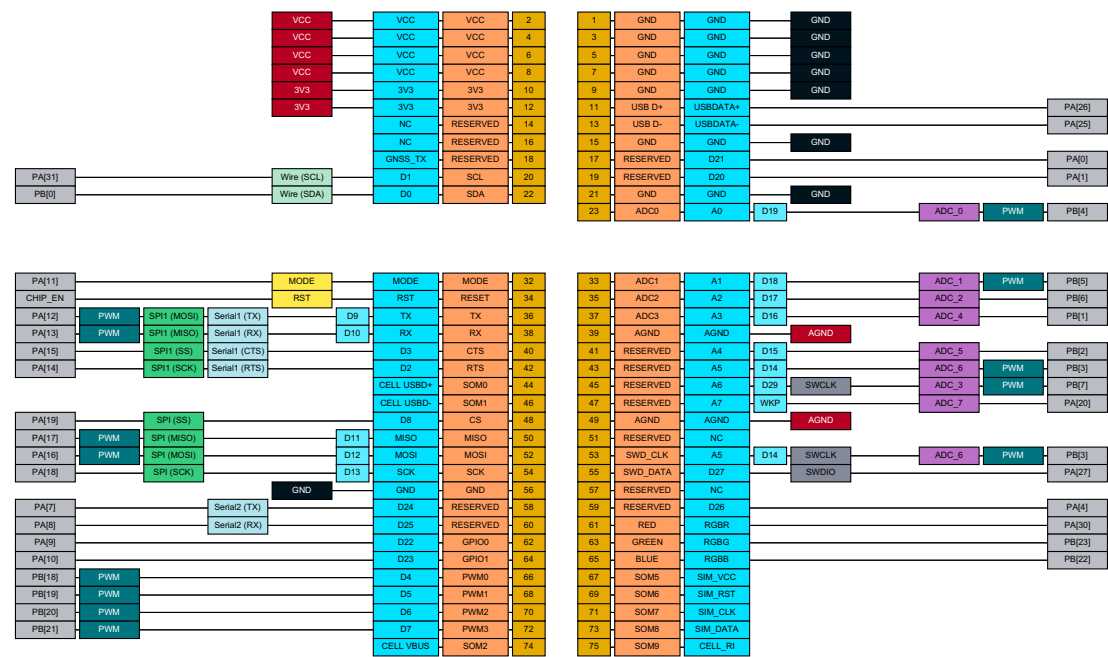 VCC VCC VCC 2 1 GND GND GND
VCC VCC VCC 4 3 GND GND GND
VCC VCC VCC 6 5 GND GND GND
VCC VCC VCC 8 7 GND GND GND
3V3 3V3 3V3 10 9 GND GND GND
3V3 3V3 3V3 12 11 USB D+ USBDATA+ PA[26]
NC RESERVED 14 13 USB D- USBDATA- PA[25]
NC RESERVED 16 15 GND GND GND
GNSS_TX RESERVED 18 17 RESERVED D21 PA[0]
PA[31] Wire (SCL) D1 SCL 20 19 RESERVED D20 PA[1]
PB[0] Wire (SDA) D0 SDA 22 21 GND GND GND
23 ADC0 A0 D19 ADC_0 PWM PB[4]
PA[11] MODE MODE MODE 32 33 ADC1 A1 D18 ADC_1 PWM PB[5]
CHIP_EN RST RST RESET 34 35 ADC2 A2 D17 ADC_2 PB[6]
PA[12] PWM SPI1 (MOSI) Serial1 (TX) D9 TX TX 36 37 ADC3 A3 D16 ADC_4 PB[1]
PA[13] PWM SPI1 (MISO) Serial1 (RX) D10 RX RX 38 39 AGND AGND AGND
PA[15] SPI1 (SS) Serial1 (CTS) D3 CTS 40 41 RESERVED A4 D15 ADC_5 PB[2]
PA[14] SPI1 (SCK) Serial1 (RTS) D2 RTS 42 43 RESERVED A5 D14 ADC_6 PWM PB[3]
CELL USBD+ SOM0 44 45 RESERVED A6 D29 SWCLK ADC_3 PWM PB[7]
CELL USBD- SOM1 46 47 RESERVED A7 WKP ADC_7 PA[20]
PA[19] SPI (SS) D8 CS 48 49 AGND AGND AGND
PA[17] PWM SPI (MISO) D11 MISO MISO 50 51 RESERVED NC
PA[16] PWM SPI (MOSI) D12 MOSI MOSI 52 53 SWD_CLK A5 D14 SWCLK ADC_6 PWM PB[3]
PA[18] SPI (SCK) D13 SCK SCK 54 55 SWD_DATA D27 SWDIO PA[27]
GND GND GND 56 57 RESERVED NC
PA[7] Serial2 (TX) D24 RESERVED 58 59 RESERVED D26 PA[4]
PA[8] Serial2 (RX) D25 RESERVED 60 61 RED RGBR PA[30]
PA[9] D22 GPIO0 62 63 GREEN RGBG PB[23]
PA[10] D23 GPIO1 64 65 BLUE RGBB PB[22]
PB[18] PWM D4 PWM0 66 67 SOM5 SIM_VCC
PB[19] PWM D5 PWM1 68 69 SOM6 SIM_RST
PB[20] PWM D6 PWM2 70 71 SOM7 SIM_CLK
PB[21] PWM D7 PWM3 72 73 SOM8 SIM_DATA
CELL VBUS SOM2 74 75 SOM9 CELL_RI